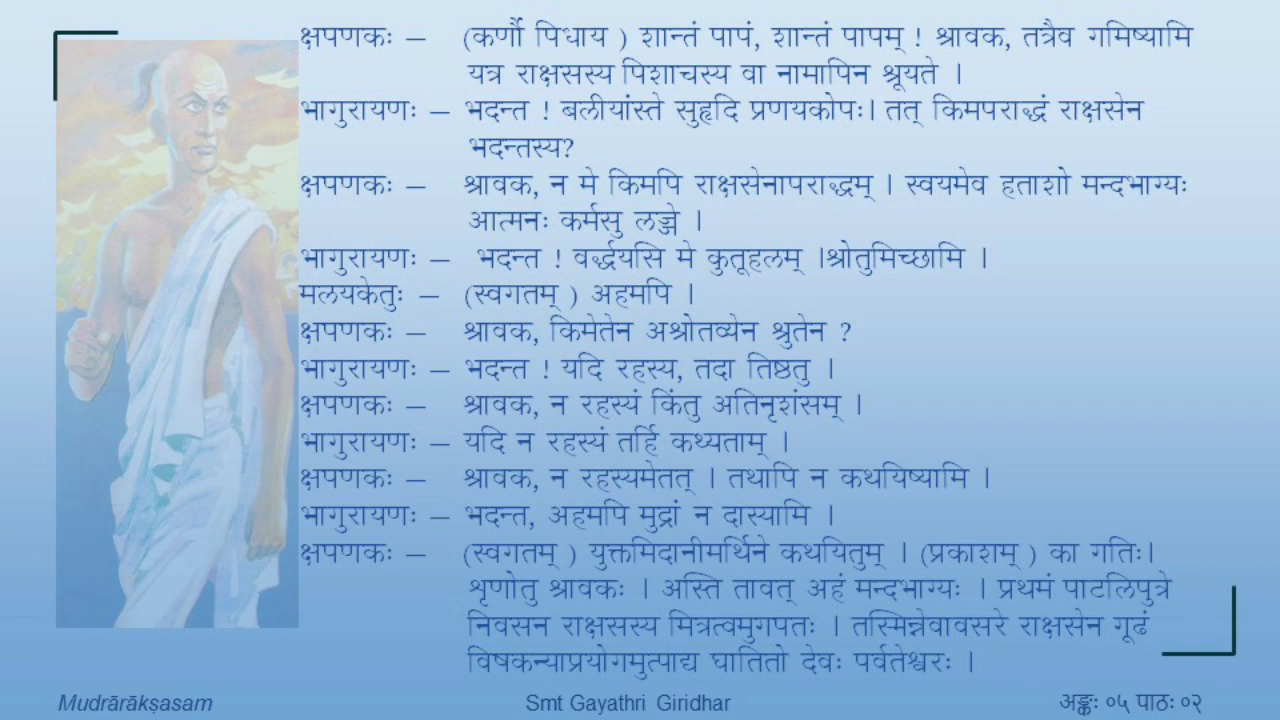 क्षपणकः – (कर्णौ पिधाय ) शान्तं पापं, शान्तं पापम् ! श्रावक, तत्रैव गमिष्यामि
यत्र राक्षसस्य पिशाचस्य वा नामापिन श्रूयते ।
भागुरायणः – भदन्त ! बलीयांस्ते सुहृदि प्रणयकोपः। तत् किमपराद्धं राक्षसेन
भदन्तस्य?
क्षपणकः – श्रावक, न मे किमपि राक्षसेनापराद्धम् । स्वयमेव हताशो मन्दभाग्यः
आत्मनः कर्मसु लज्जे ।
भागुरायणः – भदन्त ! वर्द्धयसि मे कुतूहलम् ।श्रोतुमिच्छामि ।
मलयकेतुः – (स्वगतम् ) अहमपि ।
क्षपणकः – श्रावक, किमेतेन अश्रोतव्येन श्रुतेन ?
भागुरायणः – भदन्त ! यदि रहस्य, तदा तिष्ठतु ।
क्षपणकः – श्रावक, न रहस्यं किंतु अतिनृशंसम् ।
भागुरायणः – यदि न रहस्यं तर्हि कथ्यताम् ।
क्षपणकः – श्रावक, न रहस्यमेतत् । तथापि न कथयिष्यामि ।
भागुरायणः – भदन्त, अहमपि मुद्रां न दास्यामि ।
क्षपणकः – (स्वगतम् ) युक्तमिदानीमर्थिने कथयितुम् । (प्रकाशम् ) का गतिः।
शृणोतु श्रावकः । अस्ति तावत् अहं मन्दभाग्यः । प्रथमं पाटलिपुत्रे
निवसन राक्षसस्य मित्रत्वमुगपतः । तस्मिन्नेवावसरे राक्षसेन गूढं
विषकन्याप्रयोगमुत्पाद्य घातितो देवः पर्वतेश्वरः ।
Mudrārākṣasam Smt Gayathri Giridhar अङ्कः ०५ पाठः ०२